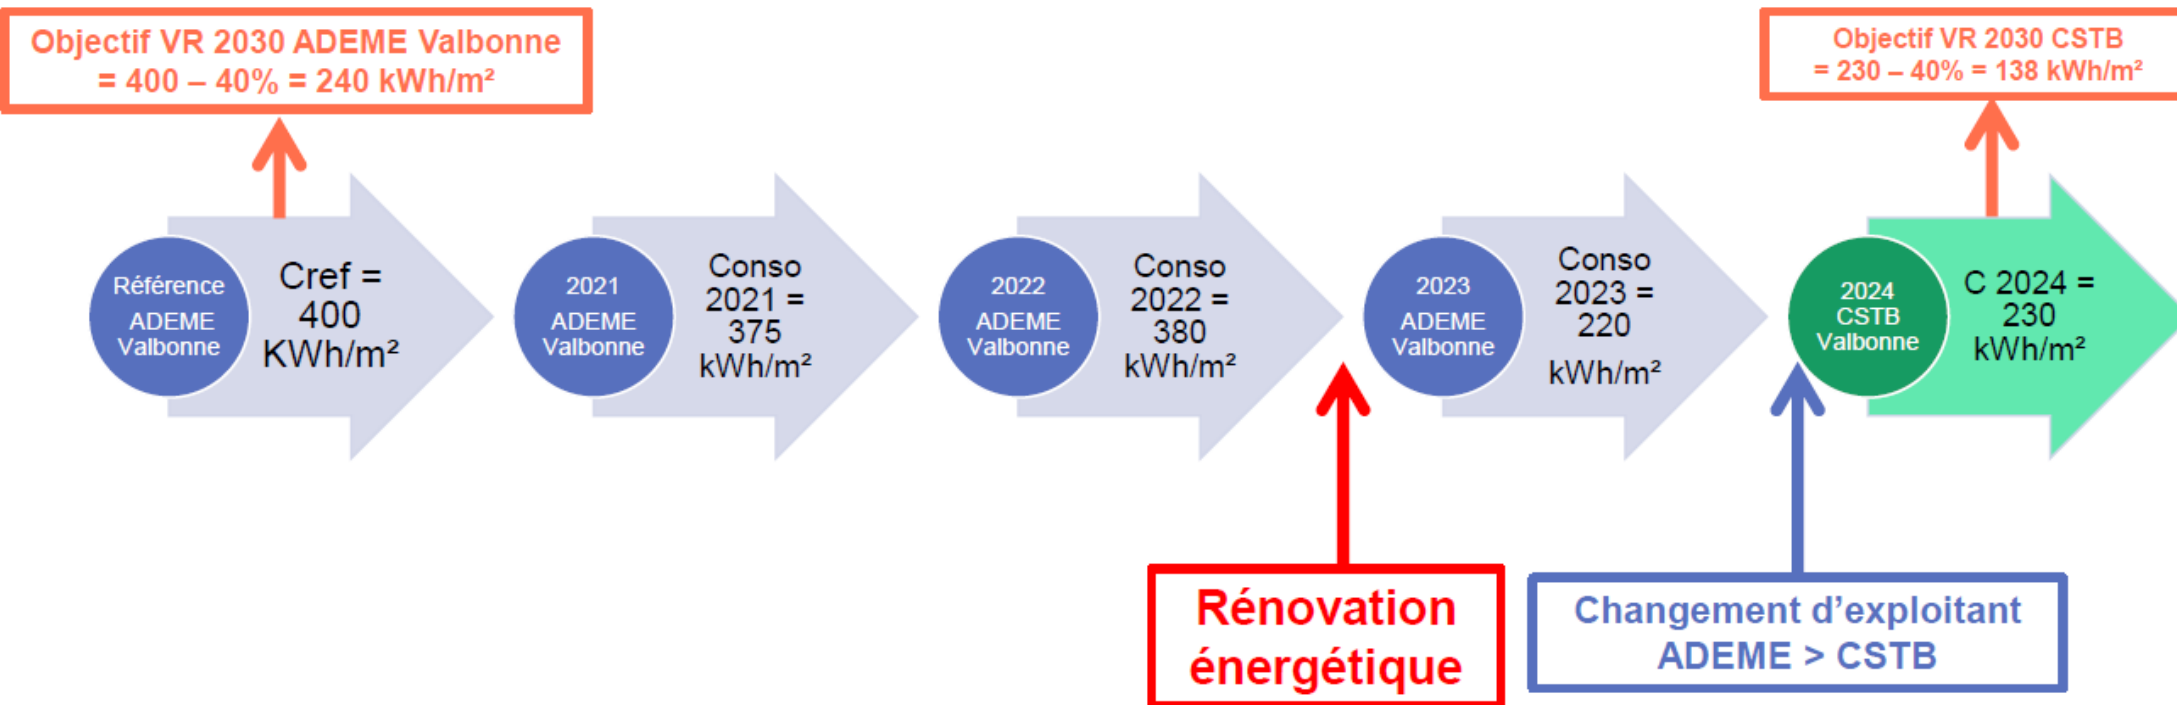 Objectif VR 2030 ADEME Valbonne
= 400 – 40% = 240 kWh/m²
Objectif VR 2030 CSTB
= 230 – 40% = 138 kWh/m²
Référence
ADEME
Valbonne
Cref =
400
KWh/m²
2021
ADEME
Valbonne
Conso
2021 =
375
kWh/m²
2022
ADEME
Valbonne
Conso
2022 =
380
kWh/m²
2023
ADEME
Valbonne
Conso
2023 =
220
kWh/m²
2024
CSTB
Valbonne
C 2024 =
230
kWh/m²
Rénovation
énergétique
Changement d’exploitant
ADEME > CSTB